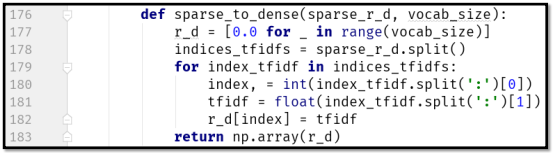 176 def sparse_to_dense(sparse_r_d, vocab_size):
177 r_d = [0.0 for _ in range(vocab_size)]
178 indices_tfidfs = sparse_r_d.split()
179 for index_tfidf in indices_tfidfs:
180 index, = int(index_tfidf.split(':')[0])
181 tfidf = float(index_tfidf.split(':')[1])
182 r_d[index] = tfidf
183 return np.array(r_d)